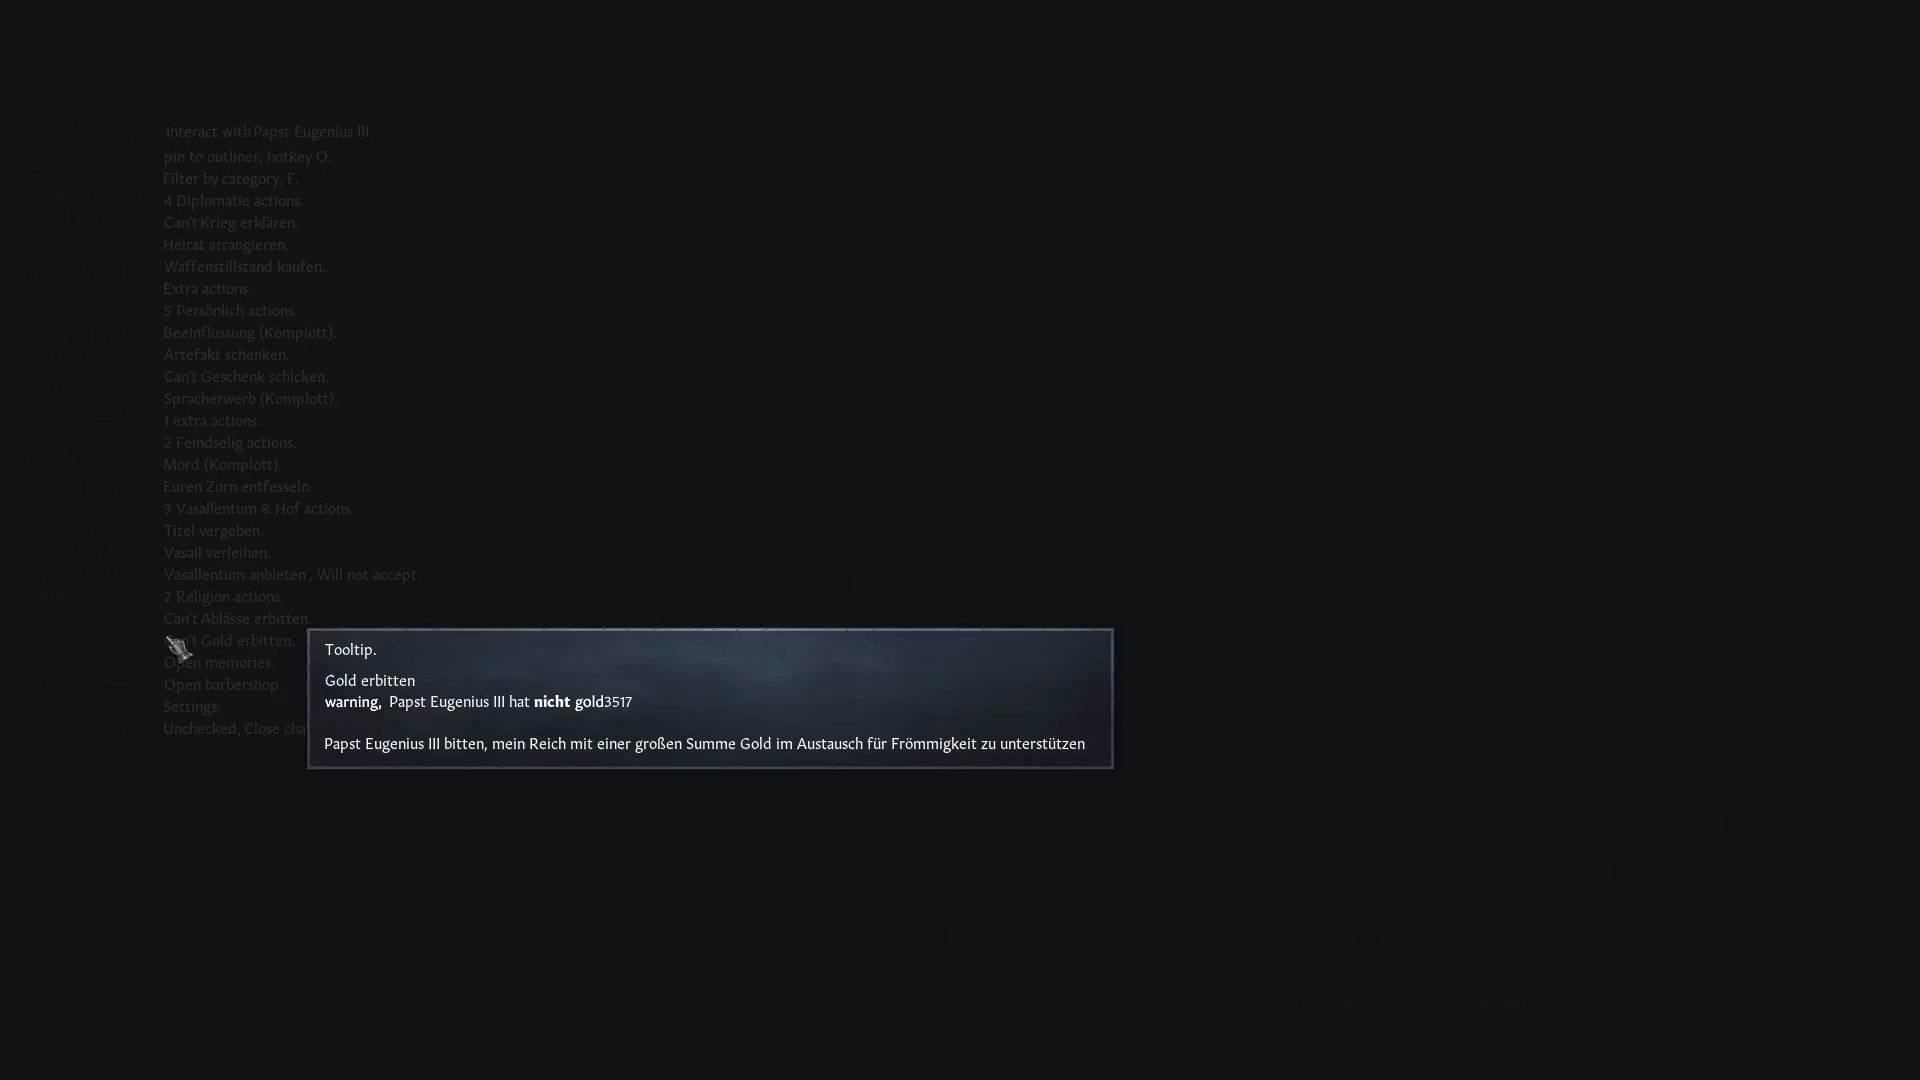 Interact with Papst Eugenius III.
pin to outliner, hotkey O.
Filter by category, F.
4 Diplomatie actions.
Can't Krieg erklären.
Heirat arrangieren.
Waffenstillstand kaufen.
Extra actions.
5 Persönlich actions.
Beeinflussung (Komplott).
Artefakt schenken.
Can't Geschenk schicken.
Spracherwerb (Komplott).
1 extra actions.
2 Feindselig actions.
Mord (Komplott).
Euren Zorn entfesseln.
3 Vasallentum & Hof actions.
Titel vergeben.
Vasall verleihen.
Vasallentum anbieten , Will not accept.
2 Religion actions.
Can't Ablässe erbitten.
Can't Gold erbitten.
Open memories.
Open barbershop.
Settings:
Unchecked, Close
Tooltip.
Gold erbitten
warning, Papst Eugenius III hat nicht gold3517
Papst Eugenius III bitten, mein Reich mit einer großen Summe Gold im Austausch für Frömmigkeit zu unterstützen